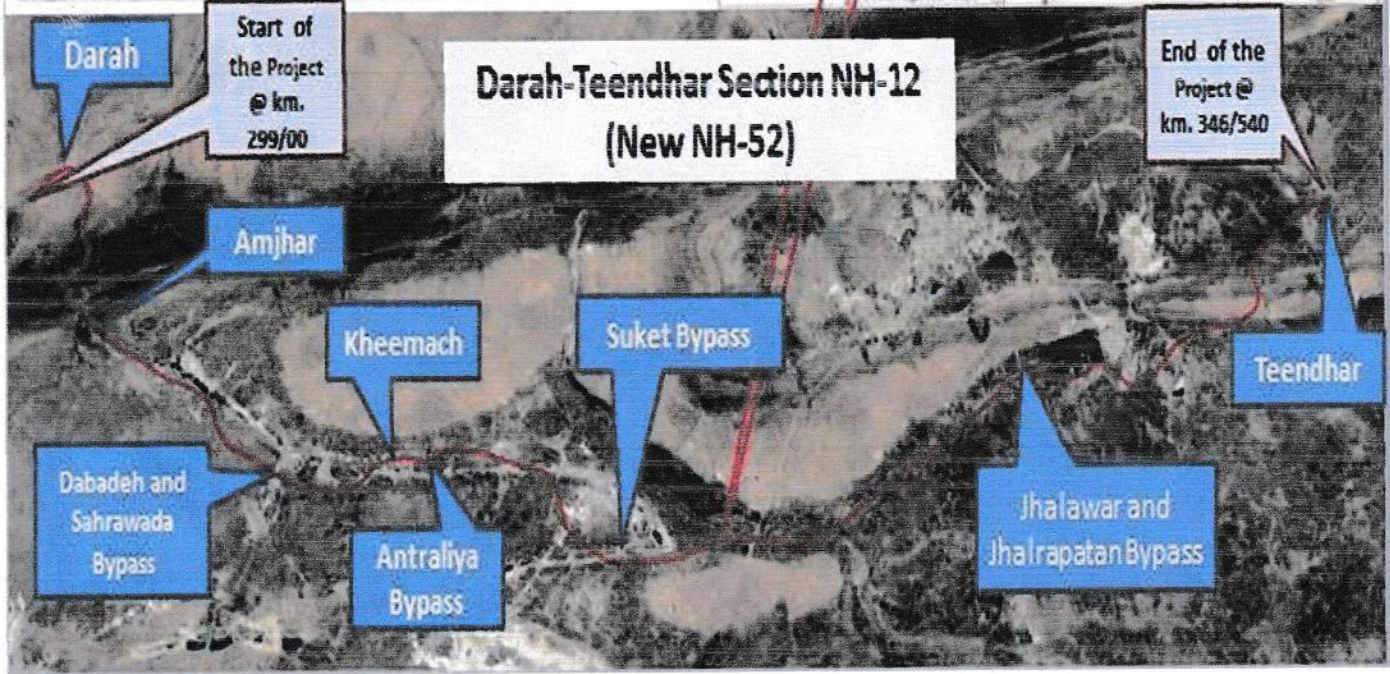 Darah
Start of
the Project
@ km.
299/00
Darah-Teendhar Section NH-12
(New NH-52)
End of the
Project @
km. 346/540
Amjhar
Kheemach
Suket Bypass
Teendhar
Dabadeh and
Sahrawada
Bypass
Antraliya
Bypass
Jhalawar and
Jhalrapatan Bypass